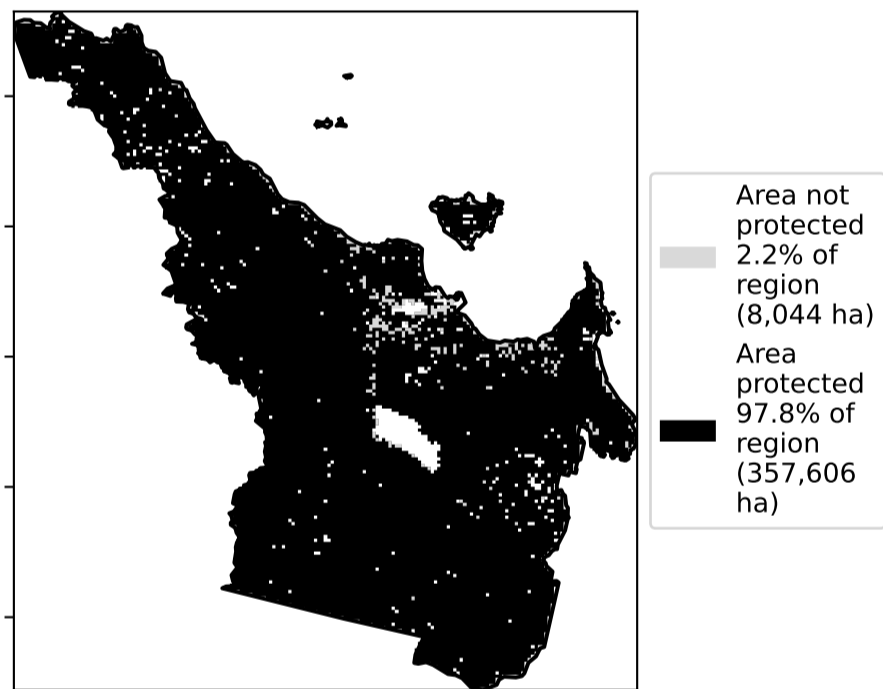 Area not
protected
2.2% of
region
(8,044 ha)
Area
protected
97.8% of
region
(357,606
ha)